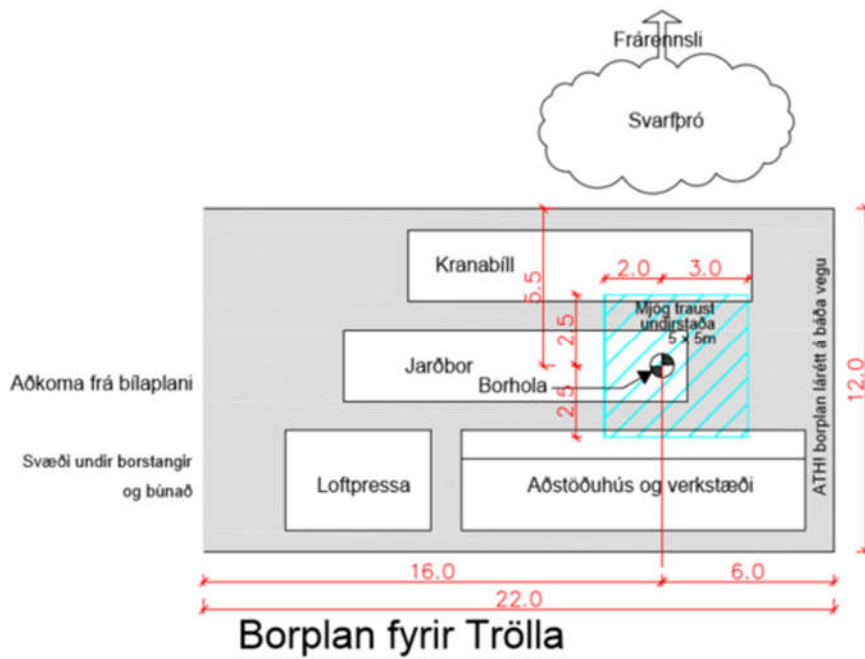 Frárennsli
Svarfþró
Kranabíll
2.0
3.0
5.5
2.5
Mjög traust
undirstaða
5 x 5m
Jarðbor
Borhola
2.5
Aðkoma frá bílaplani
Svæði undir borstangir
og búnað
Loftpressa
Aðstöðuhús og verkstæði
ATH! borplan lárétt á báða vegu
12.0
16.0
6.0
22.0
Borplan fyrir Trölla